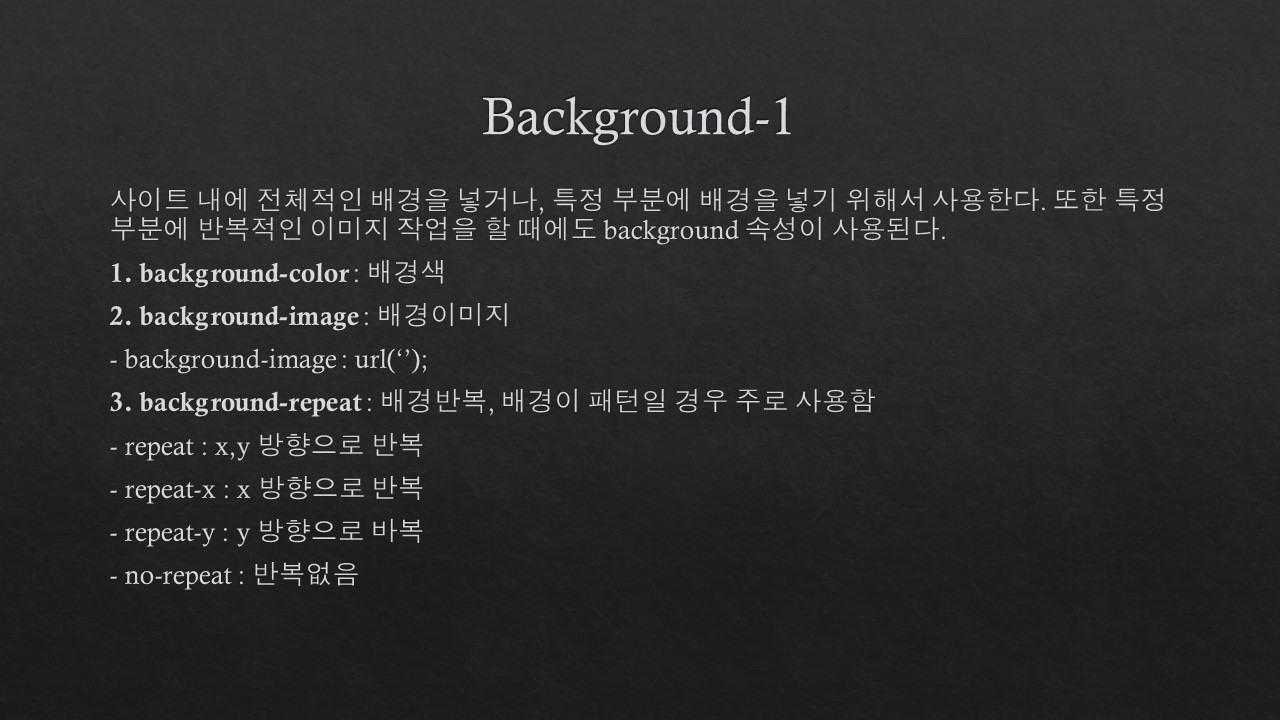 Background-1
사이트 내에 전체적인 배경을 넣거나, 특정 부분에 배경을 넣기 위해서 사용한다. 또한 특정
부분에 반복적인 이미지 작업을 할 때에도 background 속성이 사용된다.
1. background-color : 배경색
2. background-image : 배경이미지
- background-image : url(‘’);
3. background-repeat : 배경반복, 배경이 패턴일 경우 주로 사용함
- repeat : x,y 방향으로 반복
- repeat-x : x 방향으로 반복
- repeat-y : y 방향으로 바복
- no-repeat : 반복없음